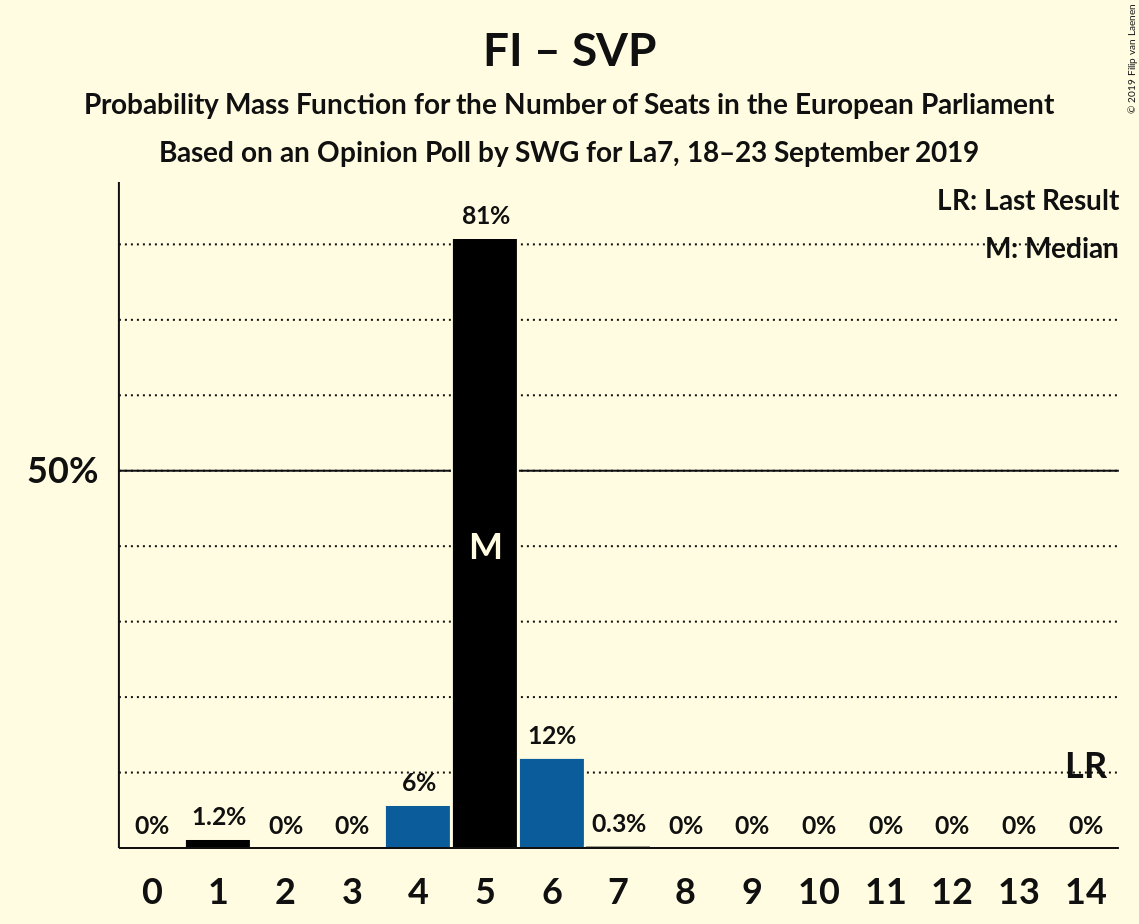 FI – SVP
Probability Mass Function for the Number of Seats in the European Parliament
Based on an Opinion Poll by SWG for La7, 18–23 September 2019
© 2019 Filip van Laenen
LR: Last Result
M: Median
81%
50%
M
12%
LR
6%
0% 1.2% 0% 0% 0.3% 0% 0% 0% 0% 0% 0% 0%
0 1 2 3 4 5 6 7 8 9 10 11 12 13 14